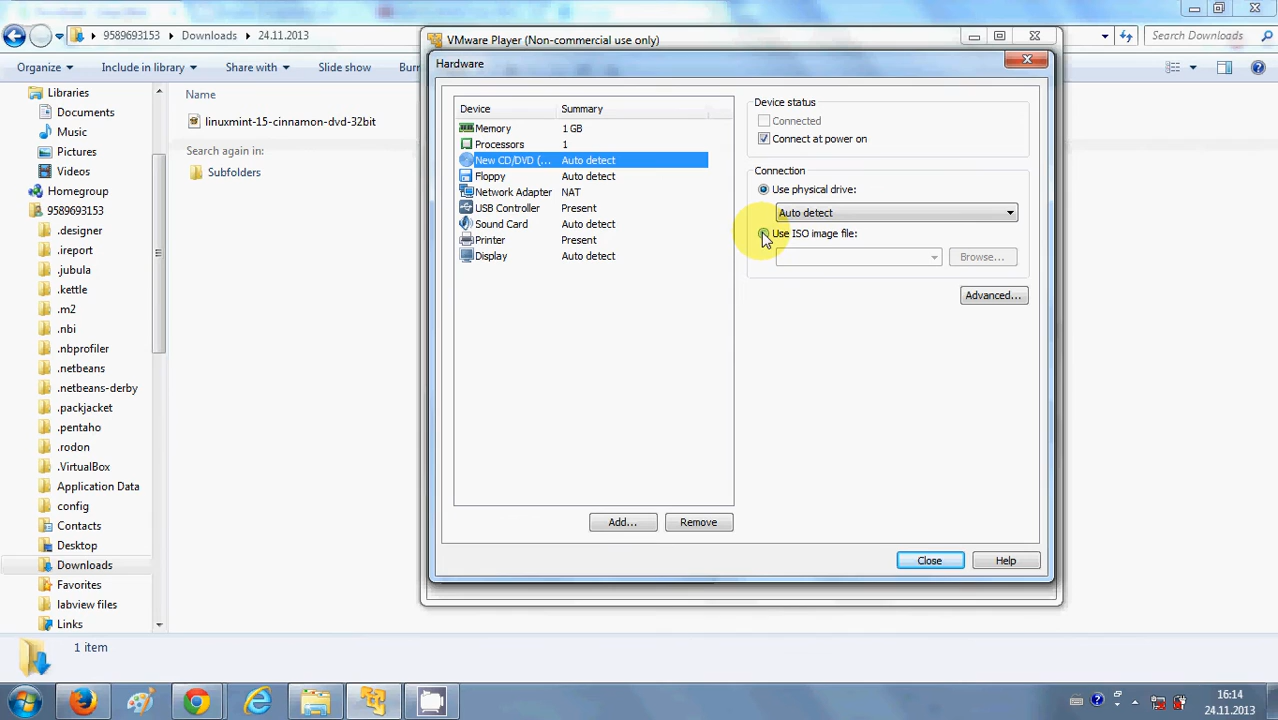 9589693153 ▸ Downloads ▸ 24.11.2013
Search Downloads
Organize
Include in library
Share with
Slide show
Burn
VMware Player (Non-commercial use only)
Hardware
Libraries
Documents
Music
Pictures
Videos
Homegroup
9589693153
.designer
.ireport
.jubula
.kettle
.m2
.nbi
.nbprofiler
.netbeans
.netbeans-derby
.packjacket
.pentaho
.rodon
.VirtualBox
Application Data
config
Contacts
Desktop
Downloads
Favorites
labview files
Links
Name
linuxmint-15-cinnamon-dvd-32bit
Search again in:
Subfolders
Device Summary
Memory 1 GB
Processors 1
New CD/DVD (... Auto detect
Floppy Auto detect
Network Adapter NAT
USB Controller Present
Sound Card Auto detect
Printer Present
Display Auto detect
Add...
Remove
Device status
Connected
Connect at power on
Connection
Use physical drive:
Auto detect
Use ISO image file:
Browse...
Advanced...
Close
Help
1 item
16:14
24.11.2013